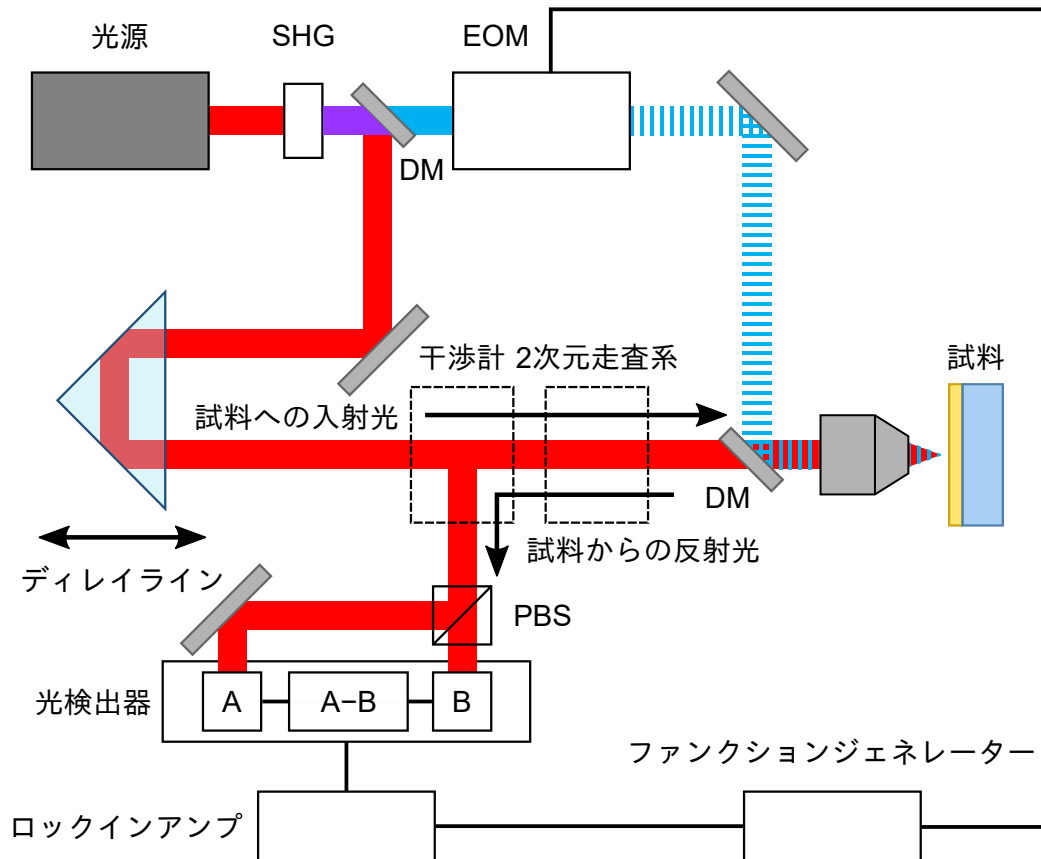 光源
SHG
EOM
DM
干渉計
2次元走査系
試料
試料への入射光
DM
試料からの反射光
ディレイライン
PBS
光検出器
A
A−B
B
ファンクションジェネレーター
ロックインアンプ